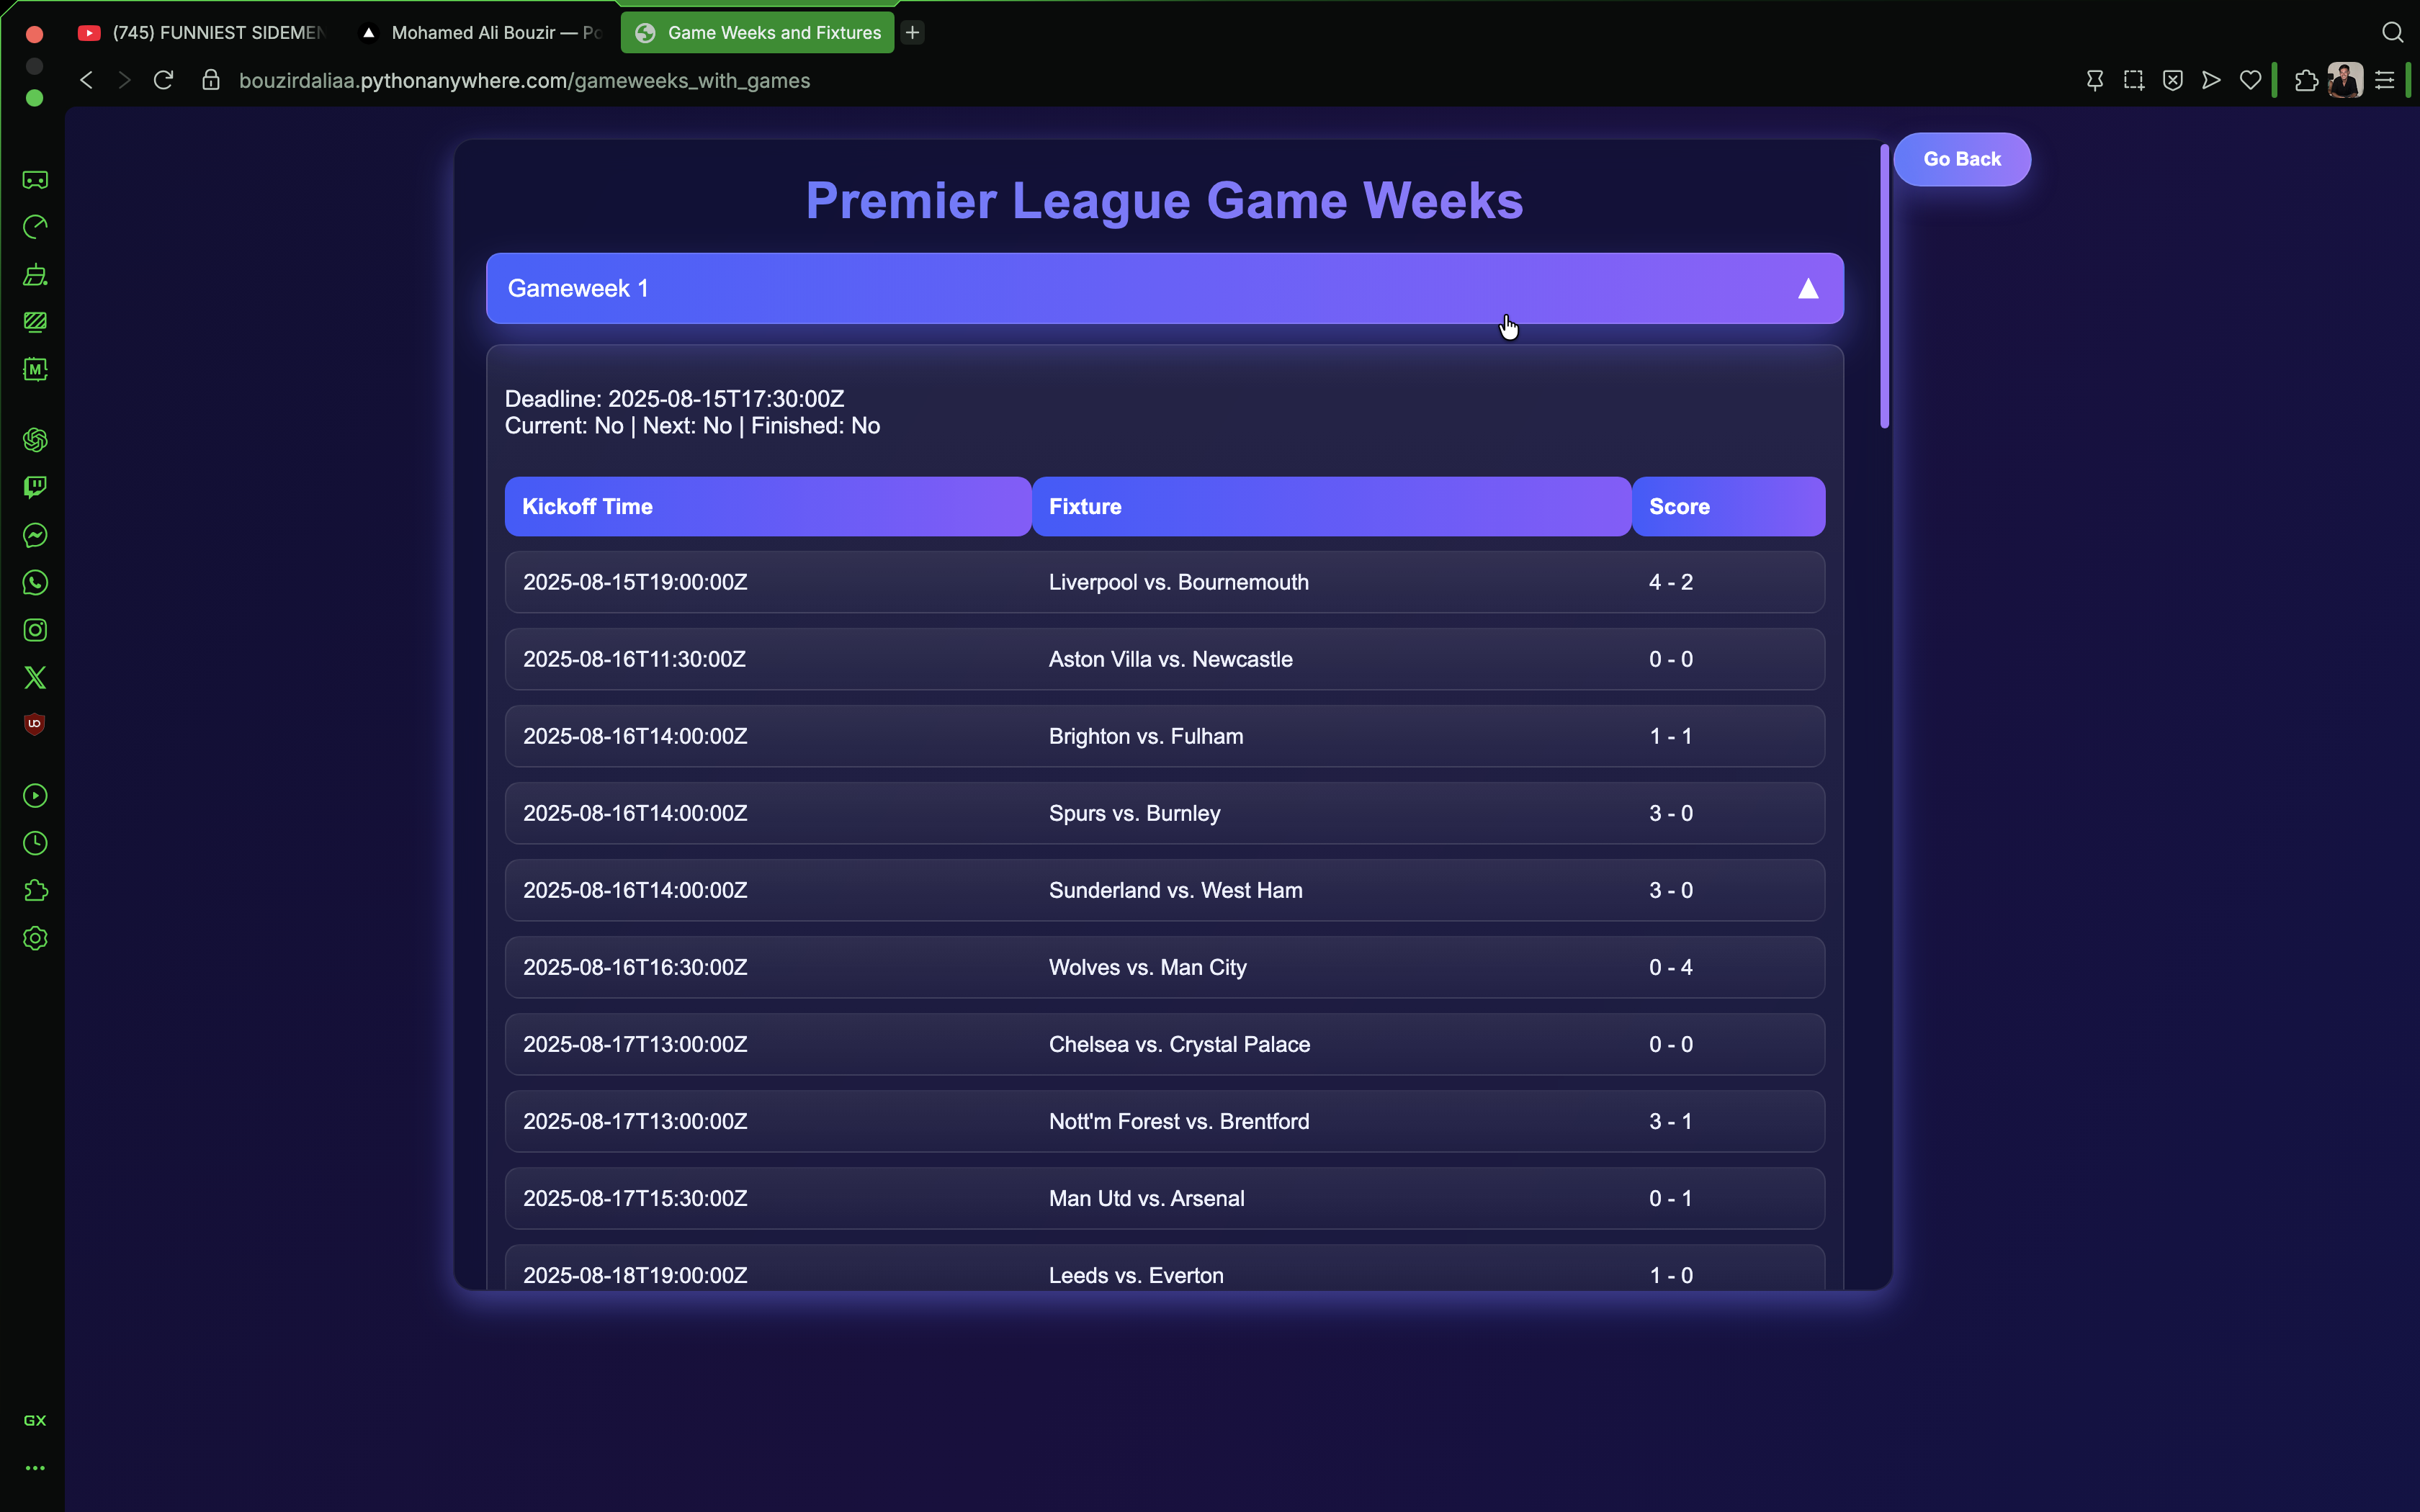 (745) FUNNIEST SIDEMEN
Mohamed Ali Bouzir — Po
Game Weeks and Fixtures
bouzirdaliaa.pythonanywhere.com/gameweeks_with_games
Go Back
Premier League Game Weeks
Gameweek 1
Deadline: 2025-08-15T17:30:00Z
Current: No | Next: No | Finished: No
Kickoff Time Fixture Score
2025-08-15T19:00:00Z Liverpool vs. Bournemouth 4 - 2
2025-08-16T11:30:00Z Aston Villa vs. Newcastle 0 - 0
2025-08-16T14:00:00Z Brighton vs. Fulham 1 - 1
2025-08-16T14:00:00Z Spurs vs. Burnley 3 - 0
2025-08-16T14:00:00Z Sunderland vs. West Ham 3 - 0
2025-08-16T16:30:00Z Wolves vs. Man City 0 - 4
2025-08-17T13:00:00Z Chelsea vs. Crystal Palace 0 - 0
2025-08-17T13:00:00Z Nott'm Forest vs. Brentford 3 - 1
2025-08-17T15:30:00Z Man Utd vs. Arsenal 0 - 1
2025-08-18T19:00:00Z Leeds vs. Everton 1 - 0
M
UO
GX